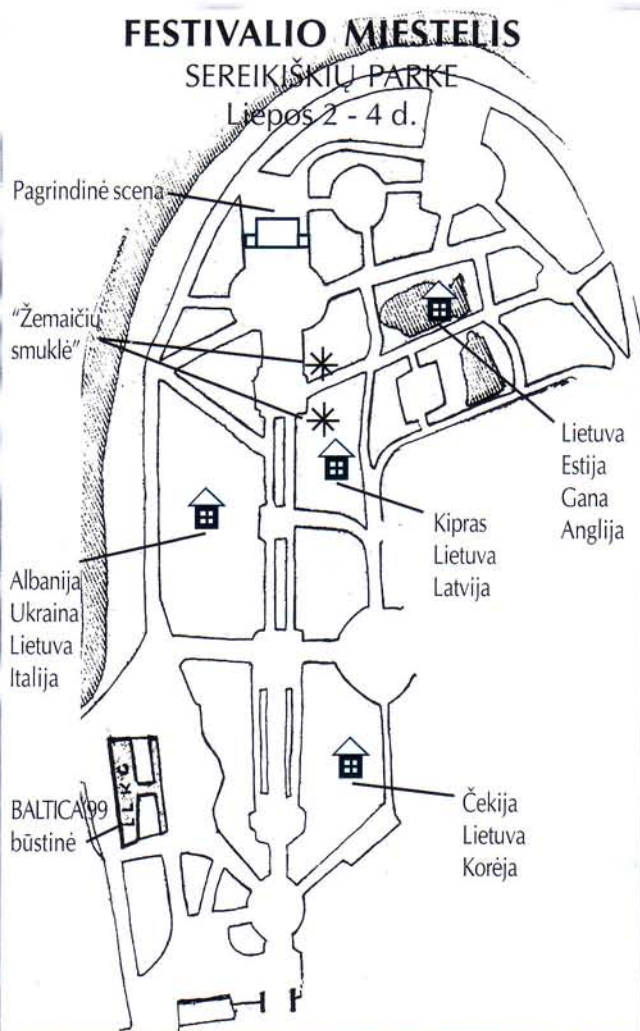 FESTIVALIO MIESTELIS
SEREIKIŠKIŲ PARKE
Liepos 2 - 4 d.
Pagrindinė scena
"Žemaičių
smuklė"
Lietuva
Estija
Gana
Anglija
Kipras
Lietuva
Latvija
Albanija
Ukraina
Lietuva
Italija
LLKC
BALTICA'99
būstinė
Čekija
Lietuva
Korėja